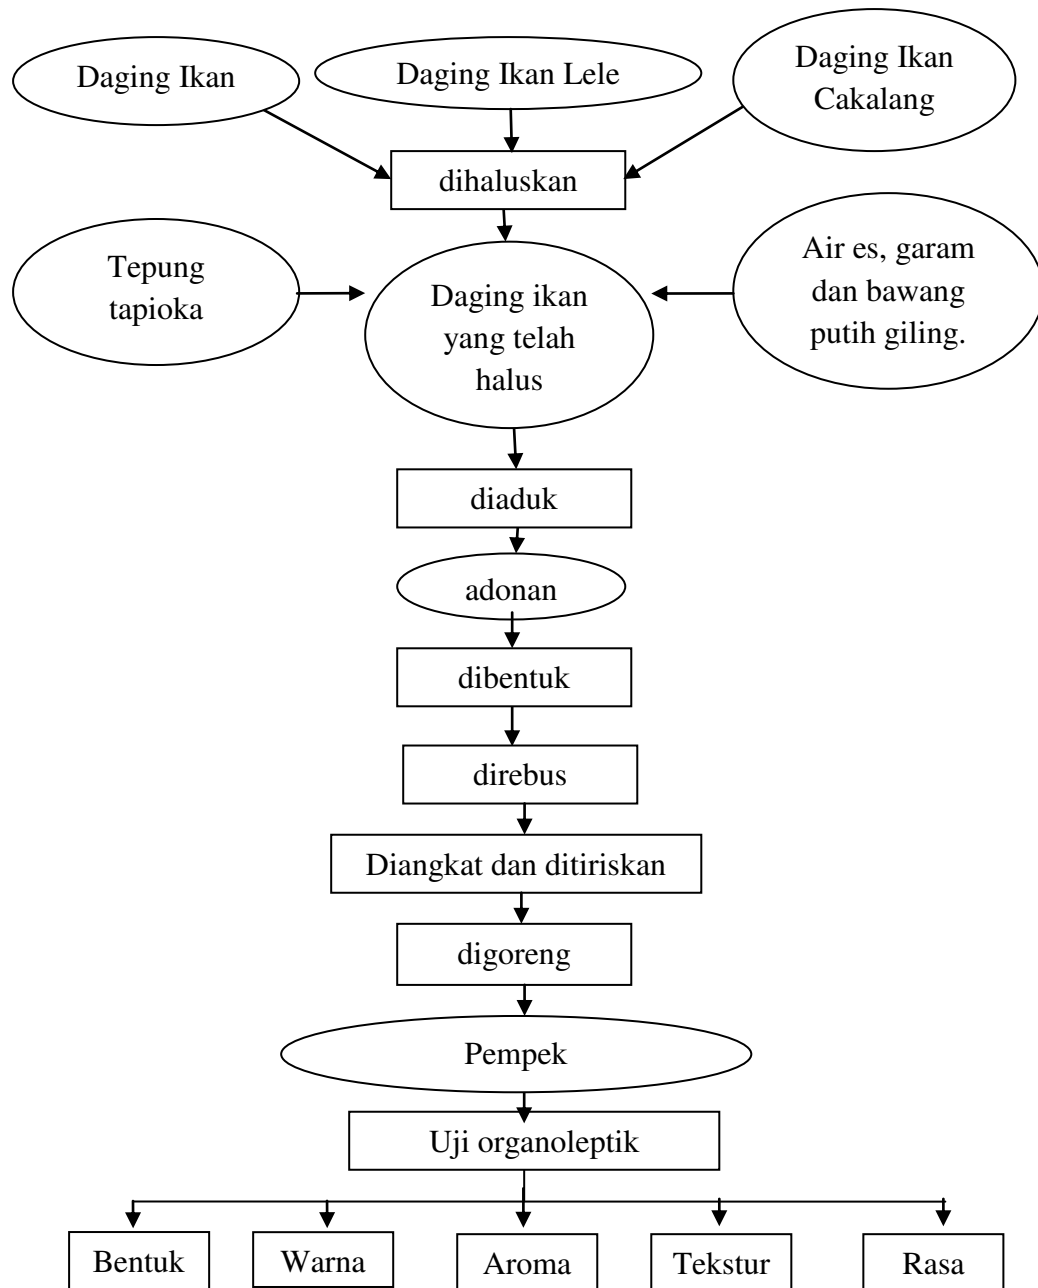 Daging Ikan
Daging Ikan Lele
Daging Ikan
Cakalang
dihaluskan
Tepung
tapioka
Daging ikan
yang telah
halus
Air es, garam
dan bawang
putih giling.
diaduk
adonan
dibentuk
direbus
Diangkat dan ditiriskan
digoreng
Pempek
Uji organoleptik
Bentuk
Warna
Aroma
Tekstur
Rasa